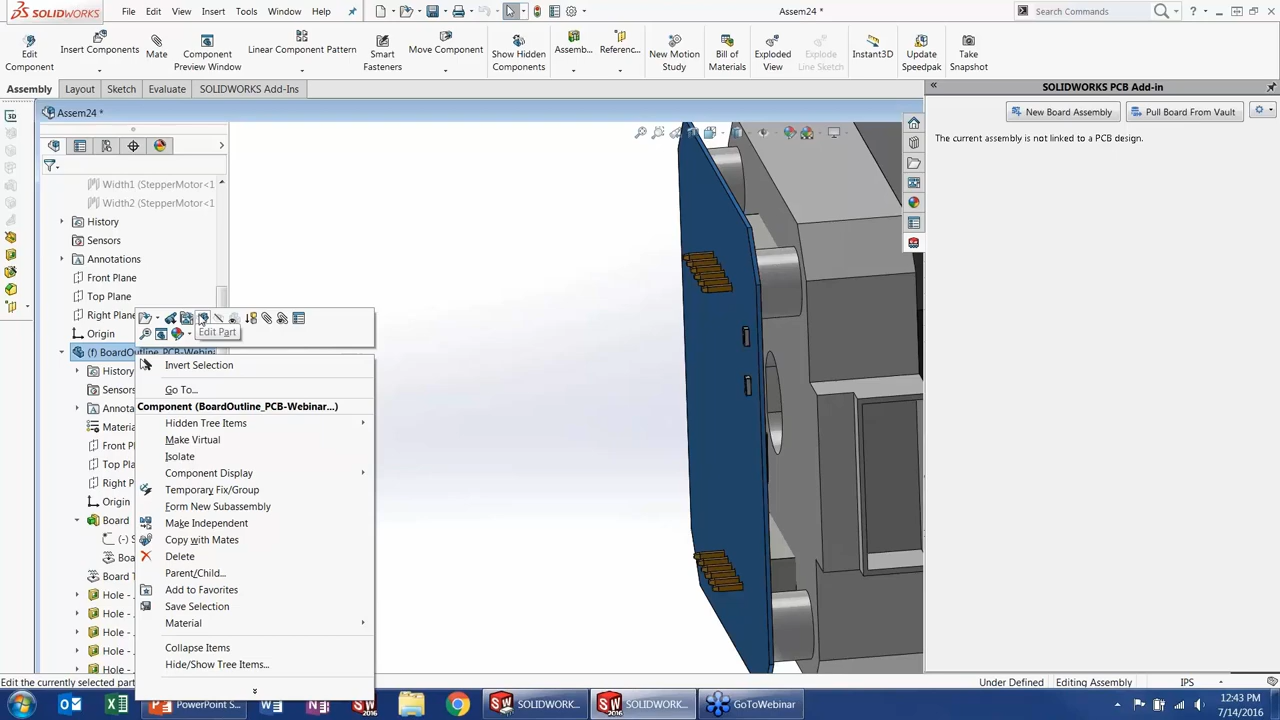 SOLIDWORKS
File Edit View Insert Tools Window Help
Assem24 *
Search Commands
Edit Component
Insert Components
Mate
Component Preview Window
Linear Component Pattern
Smart Fasteners
Move Component
Show Hidden Components
Assemb...
Referenc...
New Motion Study
Bill of Materials
Exploded View
Explode Line Sketch
Instant3D
Update Speedpak
Take Snapshot
Assembly Layout Sketch Evaluate SOLIDWORKS Add-Ins
SOLIDWORKS PCB Add-in
Assem24 *
New Board Assembly
Pull Board From Vault
The current assembly is not linked to a PCB design.
Width1 (StepperMotor<1
Width2 (StepperMotor<1
History
Sensors
Annotations
Front Plane
Top Plane
Right Plane
Origin
Edit Part
(f) BoardOutline_PCB-Webin
History
Sensors
Annota
Materia
Front Pl
Top Pla
Right P
Origin
Board
(-) S
Boa
Board T
Hole -
Hole -
Hole -
Hole -
Invert Selection
Go To...
Component (BoardOutline_PCB-Webinar...)
Hidden Tree Items
Make Virtual
Isolate
Component Display
Temporary Fix/Group
Form New Subassembly
Make Independent
Copy with Mates
Delete
Parent/Child...
Add to Favorites
Save Selection
Material
Collapse Items
Hide/Show Tree Items...
Edit the currently selected part
Under Defined
Editing Assembly
IPS
PowerPoint S...
SOLIDWORK...
SOLIDWORK...
GoToWebinar
12:43 PM
7/14/2016